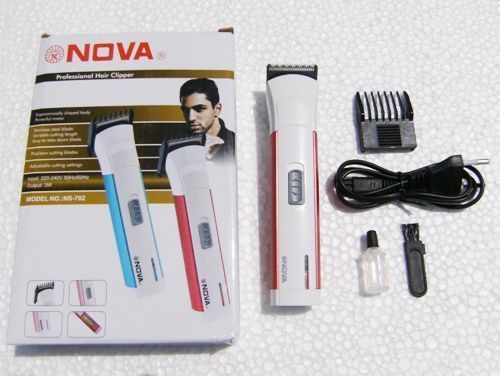 NOVA ®
Professional Hair Clipper
Ergonomically shaped body
Powerful motor
Stainless steel blade
Variable cutting length
Easy to take down blade
Precision cutting blades
Adjustable cutting settings
Input: 220-240V 50Hz/60Hz
Output: 3W
MODEL NO.:NS-702
NOVA
NOVA
NOVA